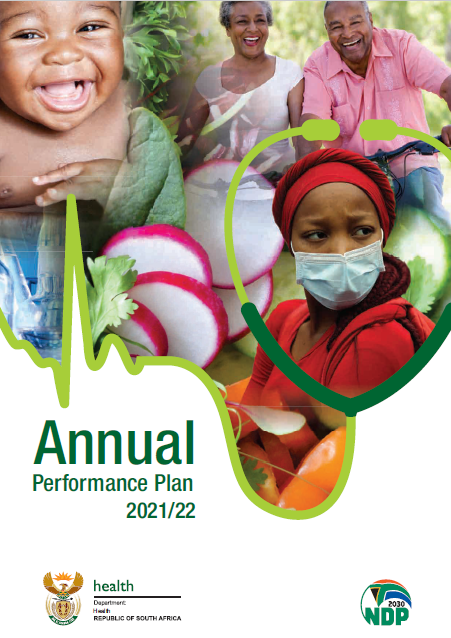 Annual
Performance Plan
2021/22
health
Department:
Health
REPUBLIC OF SOUTH AFRICA
2030
NDP